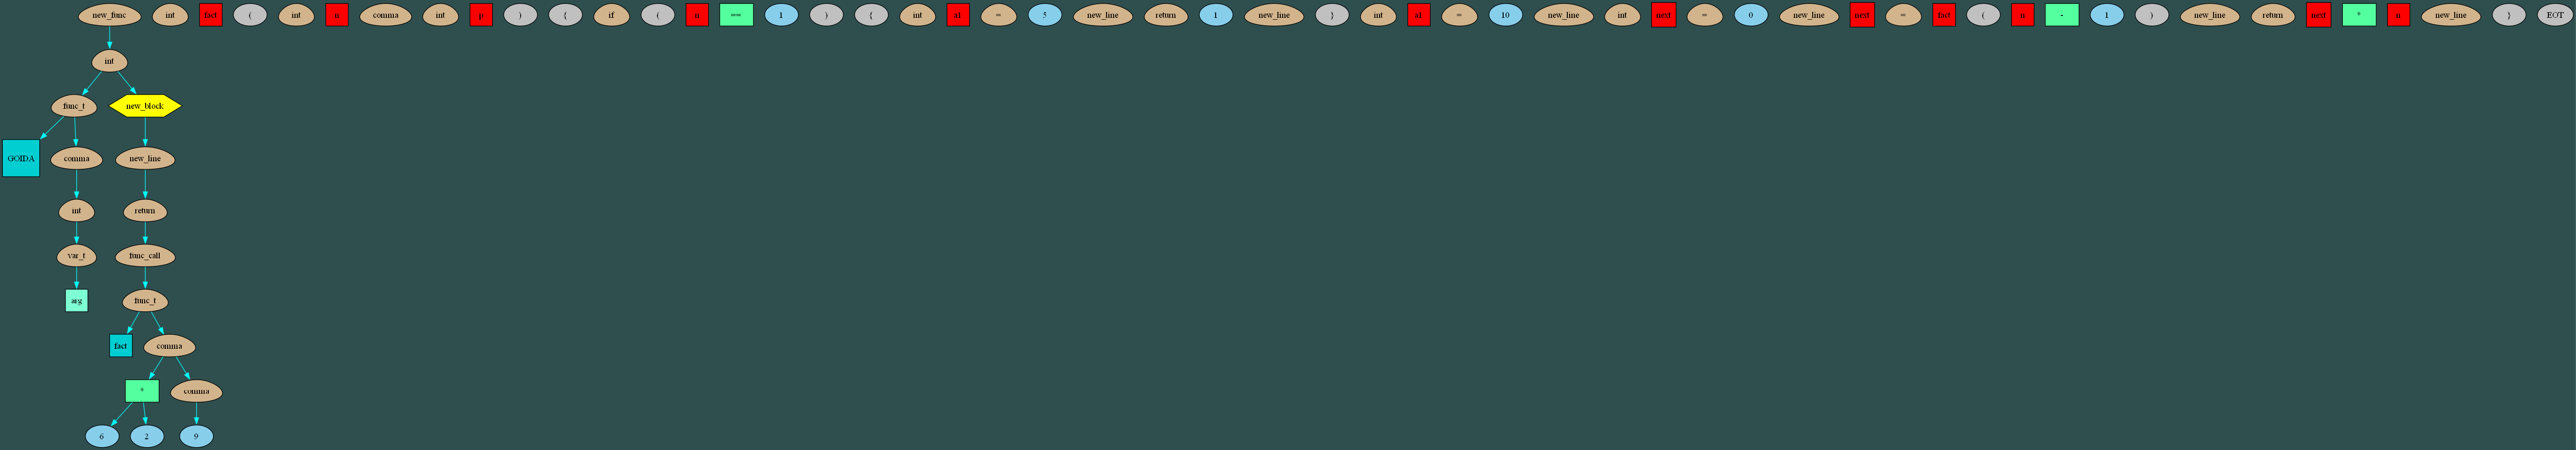 new_func int fact ( int n comma int p ) { if ( n == 1 ) { int a1 = 5 new_line return 1 new_line } int a1 = 10 new_line int next = 0 new_line next = fact ( n - 1 ) new_line return next * n new_line } EOT
int
func_t new_block
GOIDA comma new_line
int return
var_t func_call
arg func_t
fact comma
* comma
6 2 9